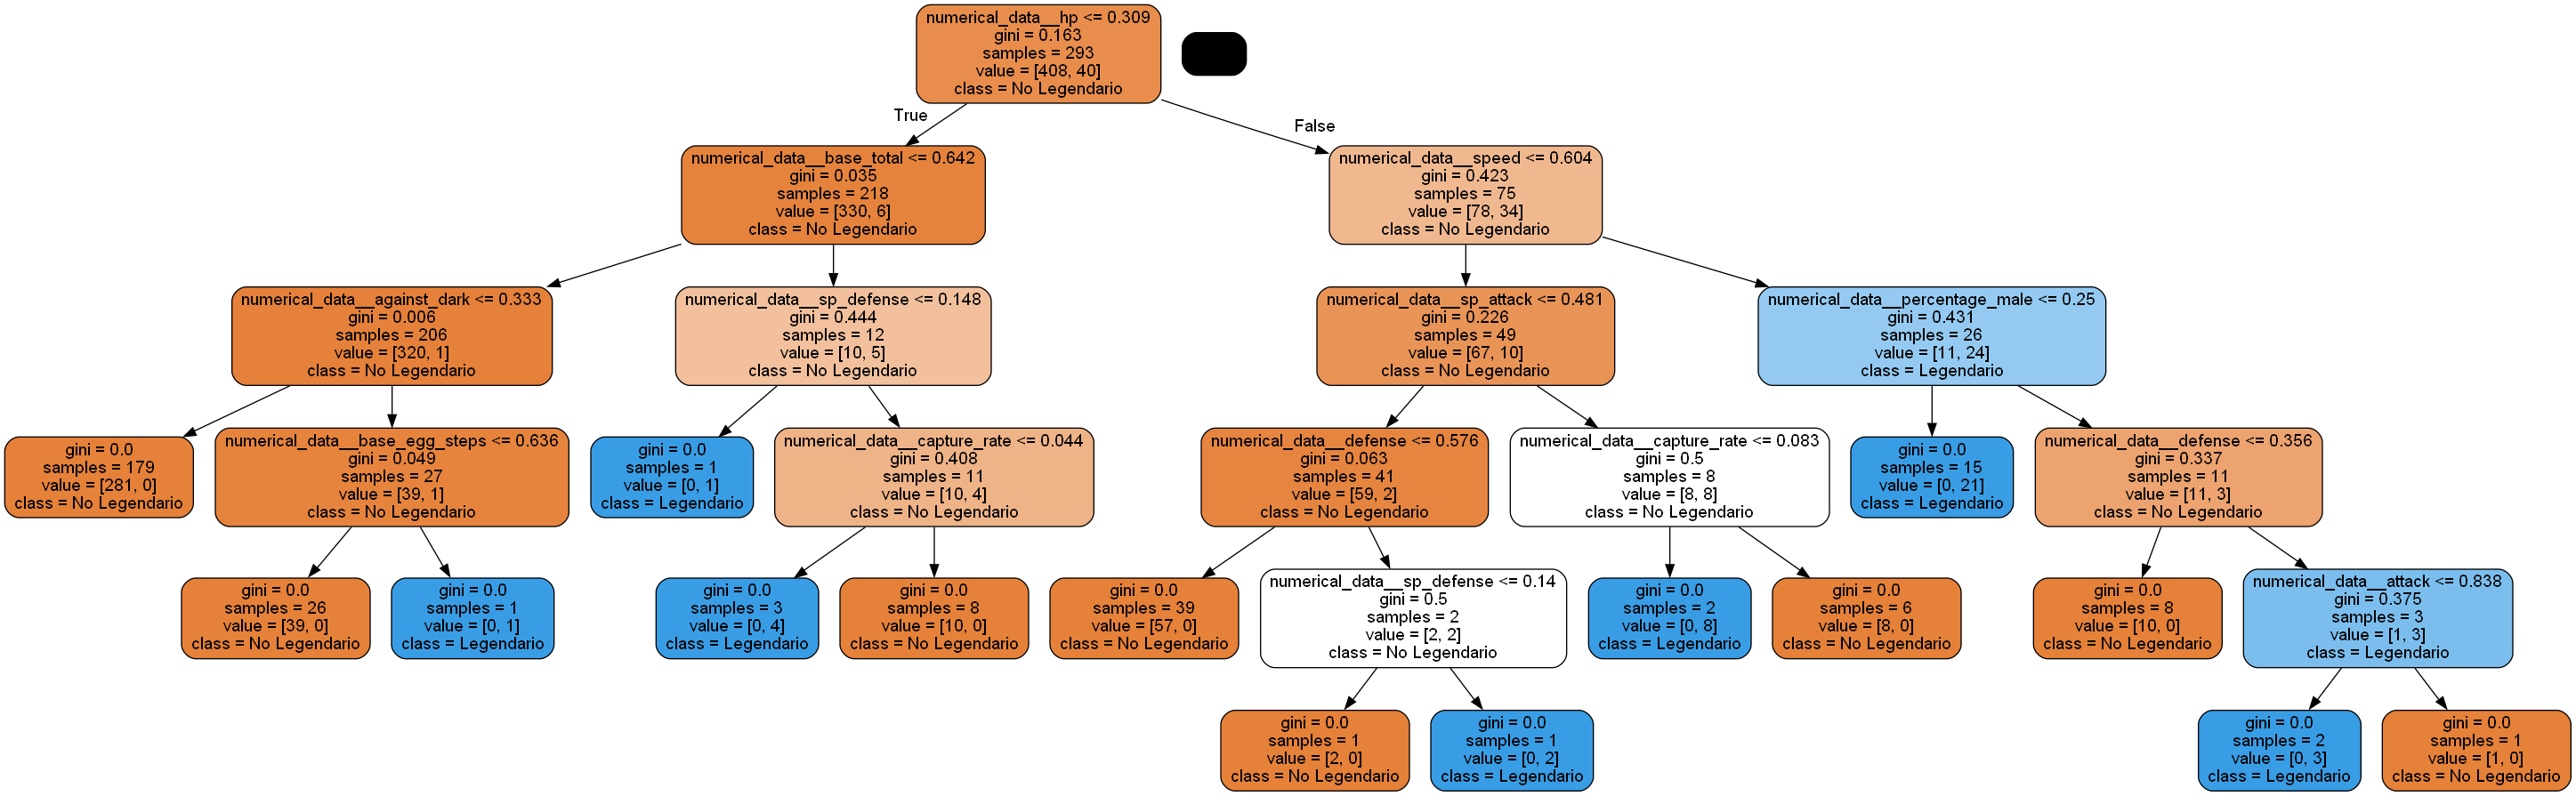 numerical_data__hp <= 0.309
gini = 0.163
samples = 293
value = [408, 40]
class = No Legendario
True
False
numerical_data__base_total <= 0.642
gini = 0.035
samples = 218
value = [330, 6]
class = No Legendario
numerical_data__speed <= 0.604
gini = 0.423
samples = 75
value = [78, 34]
class = No Legendario
numerical_data__against_dark <= 0.333
gini = 0.006
samples = 206
value = [320, 1]
class = No Legendario
numerical_data__sp_defense <= 0.148
gini = 0.444
samples = 12
value = [10, 5]
class = No Legendario
numerical_data__sp_attack <= 0.481
gini = 0.226
samples = 49
value = [67, 10]
class = No Legendario
numerical_data__percentage_male <= 0.25
gini = 0.431
samples = 26
value = [11, 24]
class = Legendario
gini = 0.0
samples = 179
value = [281, 0]
class = No Legendario
numerical_data__base_egg_steps <= 0.636
gini = 0.049
samples = 27
value = [39, 1]
class = No Legendario
gini = 0.0
samples = 1
value = [0, 1]
class = Legendario
numerical_data__capture_rate <= 0.044
gini = 0.408
samples = 11
value = [10, 4]
class = No Legendario
numerical_data__defense <= 0.576
gini = 0.063
samples = 41
value = [59, 2]
class = No Legendario
numerical_data__capture_rate <= 0.083
gini = 0.5
samples = 8
value = [8, 8]
class = No Legendario
gini = 0.0
samples = 15
value = [0, 21]
class = Legendario
numerical_data__defense <= 0.356
gini = 0.337
samples = 11
value = [11, 3]
class = No Legendario
gini = 0.0
samples = 26
value = [39, 0]
class = No Legendario
gini = 0.0
samples = 1
value = [0, 1]
class = Legendario
gini = 0.0
samples = 3
value = [0, 4]
class = Legendario
gini = 0.0
samples = 8
value = [10, 0]
class = No Legendario
gini = 0.0
samples = 39
value = [57, 0]
class = No Legendario
numerical_data__sp_defense <= 0.14
gini = 0.5
samples = 2
value = [2, 2]
class = No Legendario
gini = 0.0
samples = 2
value = [0, 8]
class = Legendario
gini = 0.0
samples = 6
value = [8, 0]
class = No Legendario
gini = 0.0
samples = 8
value = [10, 0]
class = No Legendario
numerical_data__attack <= 0.838
gini = 0.375
samples = 3
value = [1, 3]
class = Legendario
gini = 0.0
samples = 1
value = [2, 0]
class = No Legendario
gini = 0.0
samples = 1
value = [0, 2]
class = Legendario
gini = 0.0
samples = 2
value = [0, 3]
class = Legendario
gini = 0.0
samples = 1
value = [1, 0]
class = No Legendario